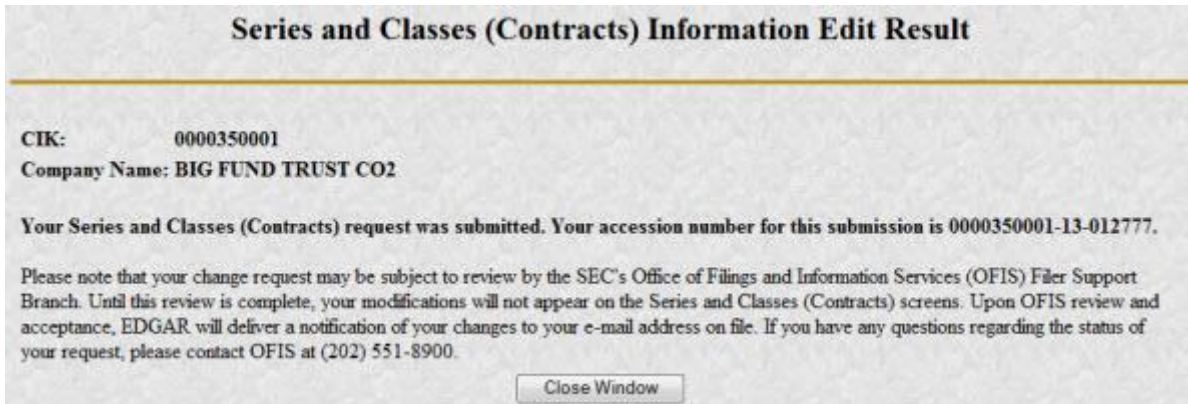 Series and Classes (Contracts) Information Edit Result
CIK: 0000350001
Company Name: BIG FUND TRUST CO2
Your Series and Classes (Contracts) request was submitted. Your accession number for this submission is 0000350001-13-012777.
Please note that your change request may be subject to review by the SEC's Office of Filings and Information Services (OFIS) Filer Support
Branch. Until this review is complete, your modifications will not appear on the Series and Classes (Contracts) screens. Upon OFIS review and
acceptance, EDGAR will deliver a notification of your changes to your e-mail address on file. If you have any questions regarding the status of
your request, please contact OFIS at (202) 551-8900.
Close Window